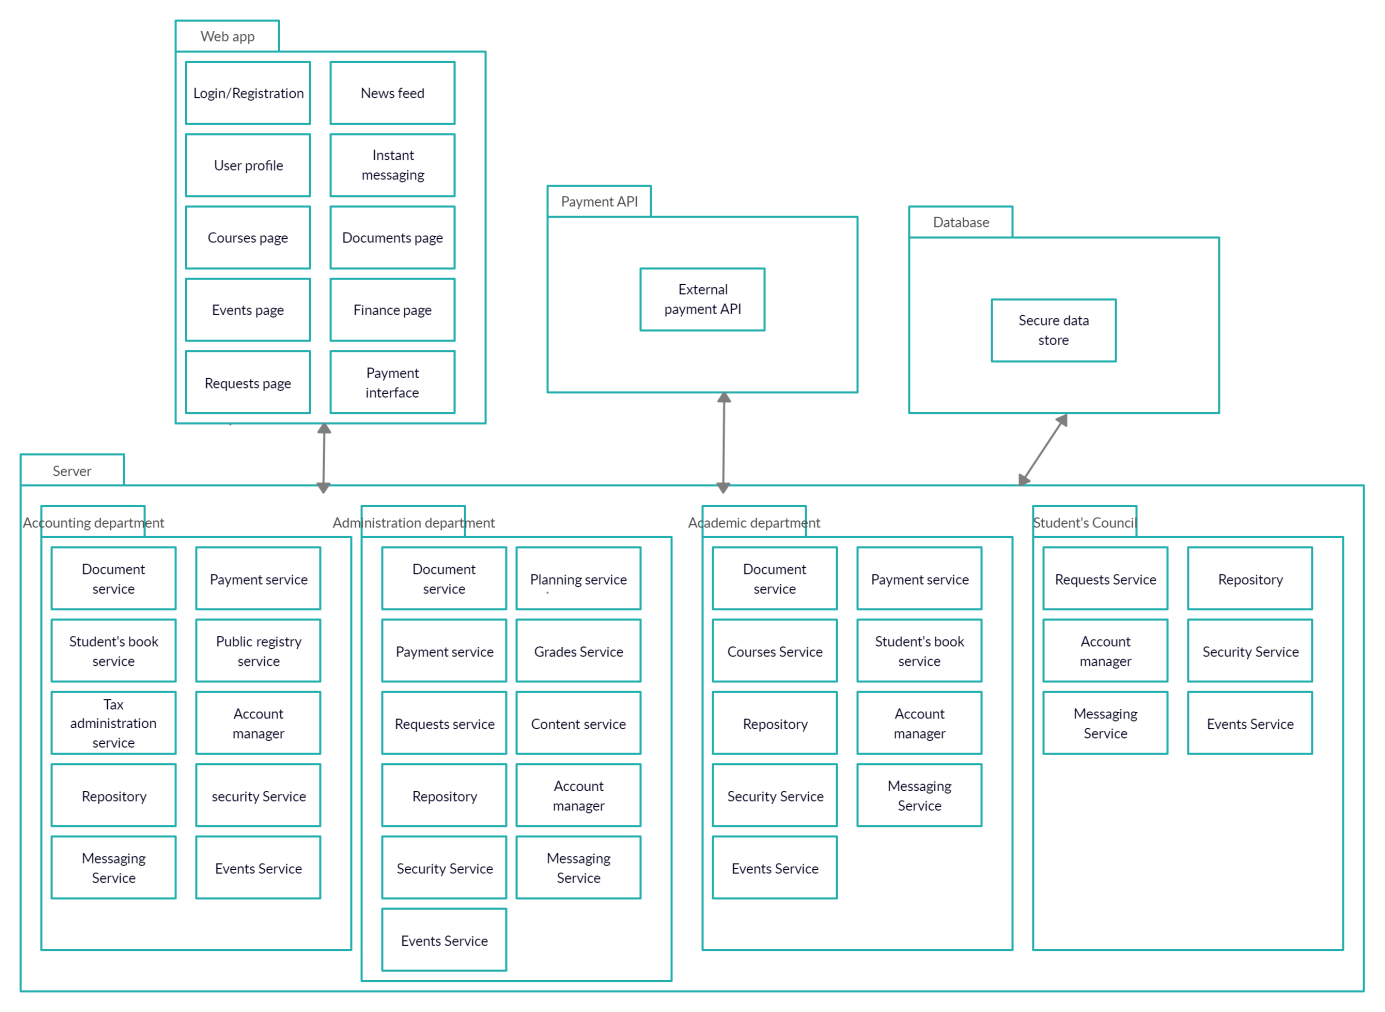 Web app
Login/Registration
News feed
User profile
Instant
messaging
Courses page
Documents page
Events page
Finance page
Requests page
Payment
interface
Payment API
External
payment API
Database
Secure data
store
Server
Accounting department
Document
service
Payment service
Student's book
service
Public registry
service
Tax
administration
service
Account
manager
Repository
security Service
Messaging
Service
Events Service
Administration department
Document
service
Planning service
Payment service
Grades Service
Requests service
Content service
Repository
Account
manager
Security Service
Messaging
Service
Events Service
Academic department
Document
service
Payment service
Courses Service
Student's book
service
Repository
Account
manager
Security Service
Messaging
Service
Events Service
Student's Council
Requests Service
Repository
Account
manager
Security Service
Messaging
Service
Events Service